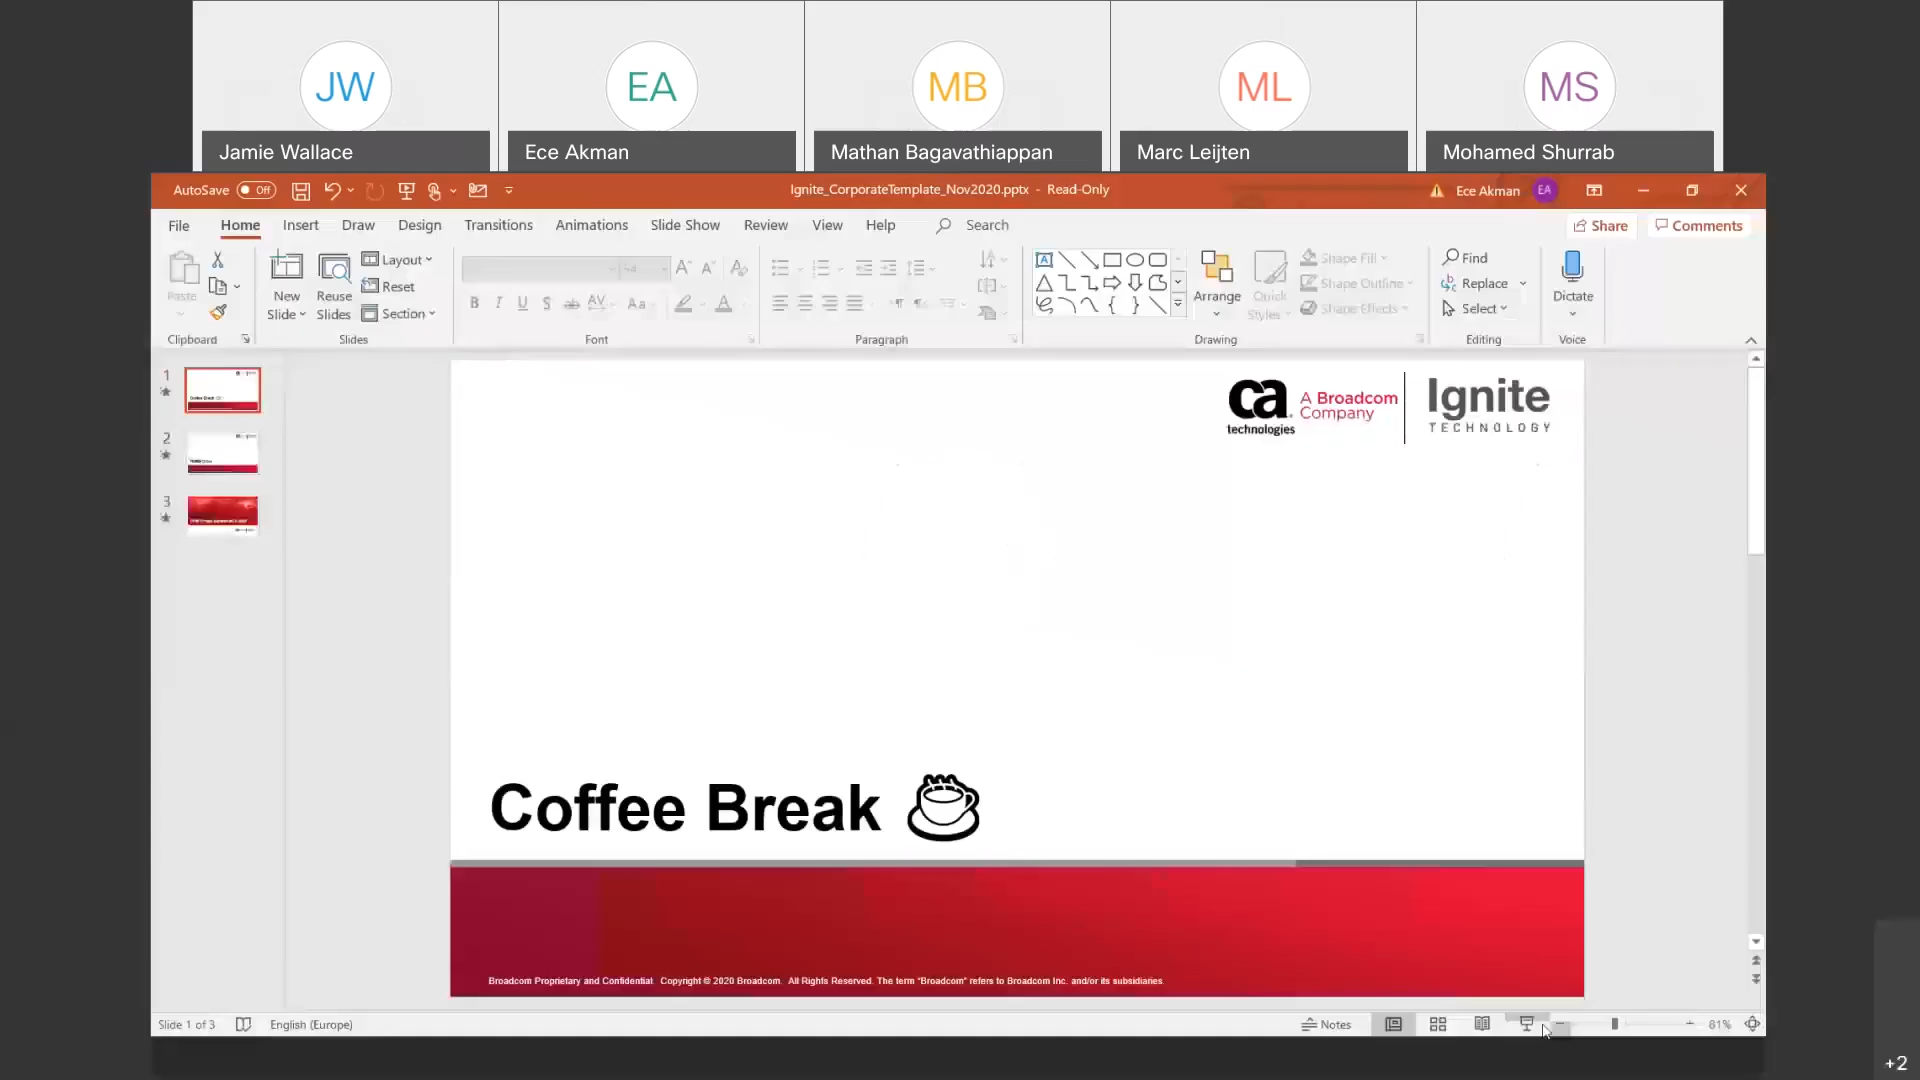 JW
EA
MB
ML
MS
Jamie Wallace
Ece Akman
Mathan Bagavathiappan
Marc Leijten
Mohamed Shurrab
AutoSave Off
Ignite_CorporateTemplate_Nov2020.pptx - Read-Only
Ece Akman EA
File Home Insert Draw Design Transitions Animations Slide Show Review View Help Search
Share Comments
Paste
New Slide
Reuse Slides
Layout
Reset
Section
Arrange
Quick Styles
Shape Fill
Shape Outline
Shape Effects
Find
Replace
Select
Dictate
Clipboard Slides Font Paragraph Drawing Editing Voice
1
2
3
ca technologies
A Broadcom Company
Ignite
TECHNOLOGY
Coffee Break
Broadcom Proprietary and Confidential. Copyright © 2020 Broadcom. All Rights Reserved. The term "Broadcom" refers to Broadcom Inc. and/or its subsidiaries.
Slide 1 of 3 English (Europe) Notes 81%
+2